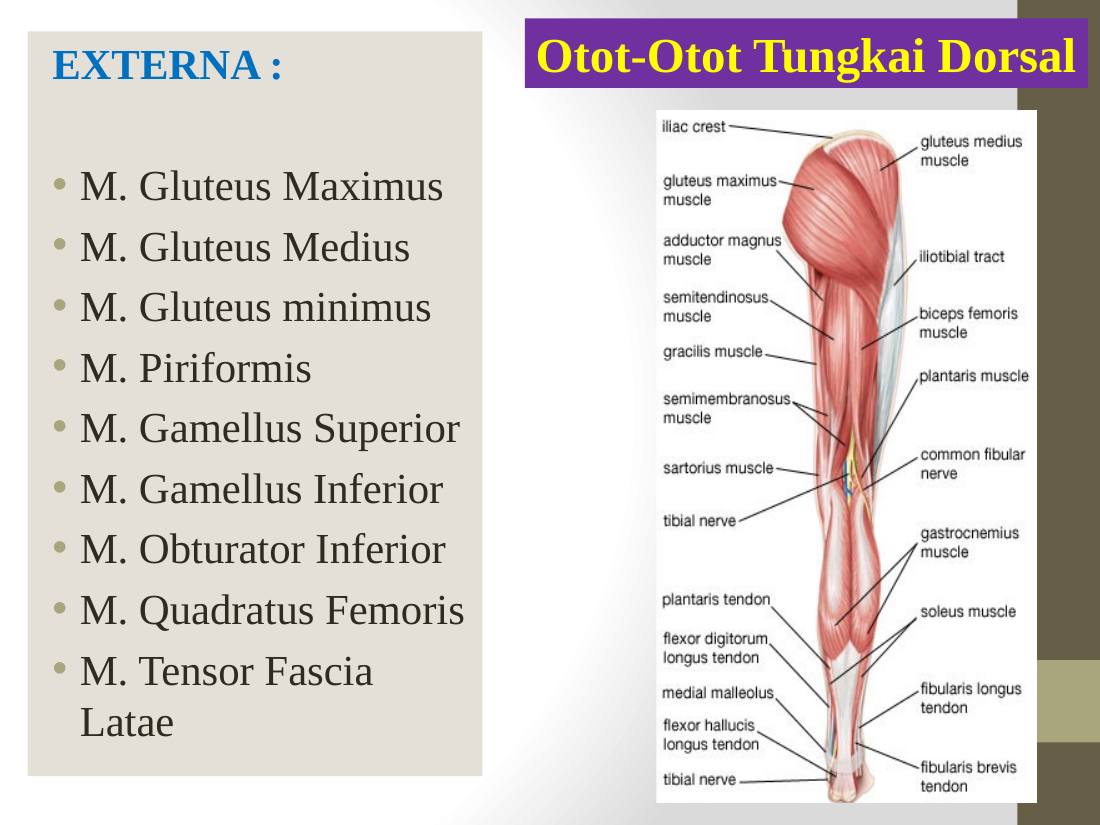 EXTERNA :
• M. Gluteus Maximus
• M. Gluteus Medius
• M. Gluteus minimus
• M. Piriformis
• M. Gamellus Superior
• M. Gamellus Inferior
• M. Obturator Inferior
• M. Quadratus Femoris
• M. Tensor Fascia
Latae
Otot-Otot Tungkai Dorsal
iliac crest
gluteus maximus
muscle
adductor magnus
muscle
semitendinosus
muscle
gracilis muscle
semimembranosus
muscle
sartorius muscle
tibial nerve
plantaris tendon
flexor digitorum
longus tendon
medial malleolus
flexor hallucis
longus tendon
tibial nerve
gluteus medius
muscle
iliotibial tract
biceps femoris
muscle
plantaris muscle
common fibular
nerve
gastrocnemius
muscle
soleus muscle
fibularis longus
tendon
fibularis brevis
tendon